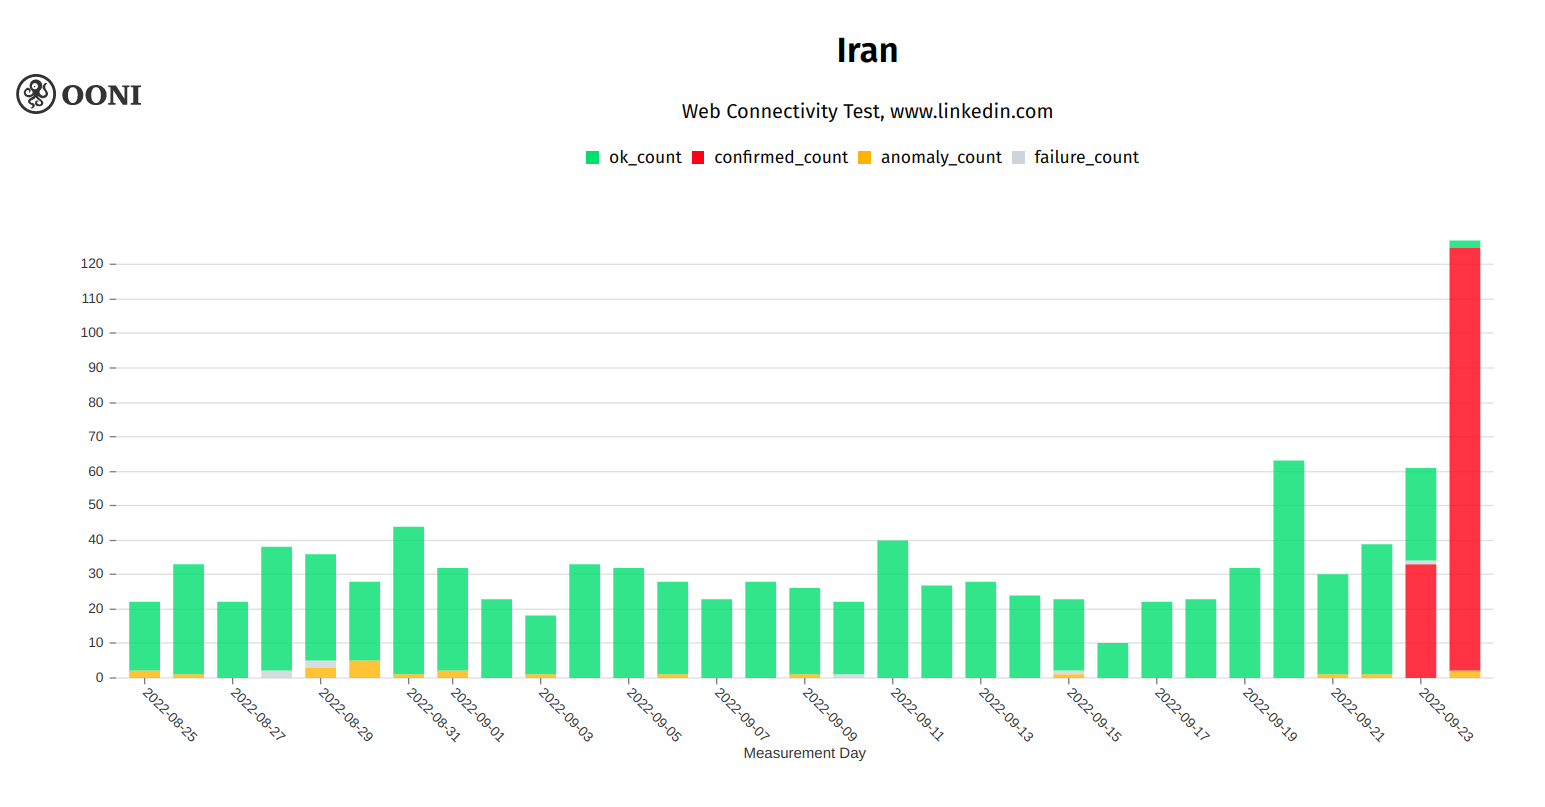 Iran
OONI
Web Connectivity Test, www.linkedin.com
ok_count confirmed_count anomaly_count failure_count
120
110
100
90
80
70
60
50
40
30
20
10
0
2022-08-25 2022-08-27 2022-08-29 2022-08-31 2022-09-01 2022-09-03 2022-09-05 2022-09-07 2022-09-09 2022-09-11 2022-09-13 2022-09-15 2022-09-17 2022-09-19 2022-09-21 2022-09-23
Measurement Day